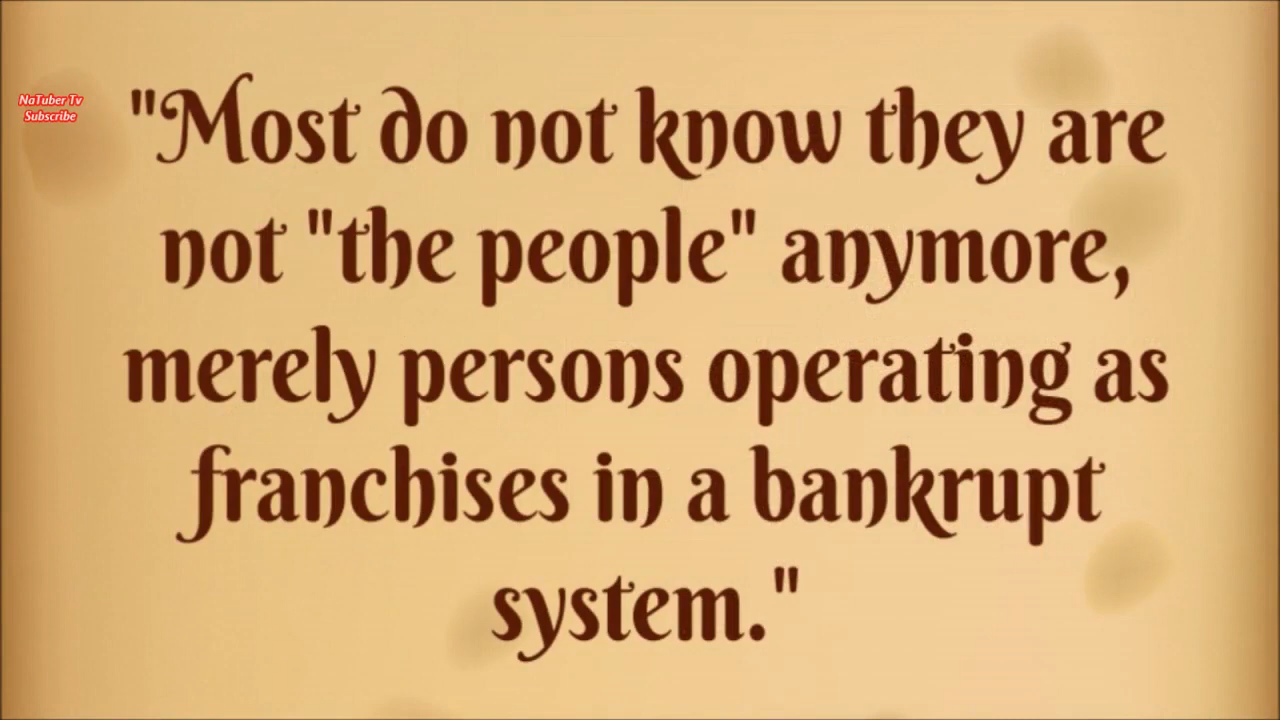 NaTuber Tv
Subscribe
"Most do not know they are
not "the people" anymore,
merely persons operating as
franchises in a bankrupt
system."